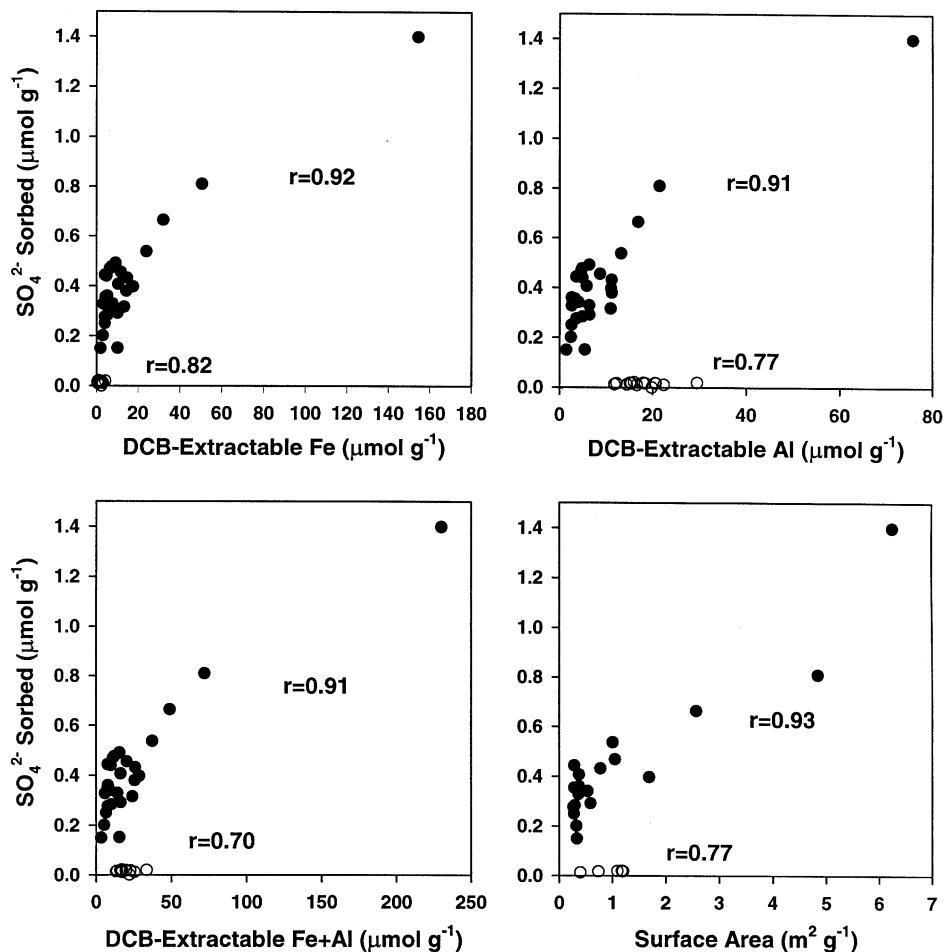 1.4
1.2
1.0
0.8
0.6
0.4
0.2
0.0
SO₄²⁻ Sorbed (μmol g⁻¹)
r=0.92
r=0.82
0 20 40 60 80 100 120 140 160 180
DCB-Extractable Fe (μmol g⁻¹)
1.4
1.2
1.0
0.8
0.6
0.4
0.2
0.0
r=0.91
r=0.77
0 20 40 60 80
DCB-Extractable Al (μmol g⁻¹)
1.4
1.2
1.0
0.8
0.6
0.4
0.2
0.0
SO₄²⁻ Sorbed (μmol g⁻¹)
r=0.91
r=0.70
0 50 100 150 200 250
DCB-Extractable Fe+Al (μmol g⁻¹)
1.4
1.2
1.0
0.8
0.6
0.4
0.2
0.0
r=0.93
r=0.77
0 1 2 3 4 5 6 7
Surface Area (m² g⁻¹)